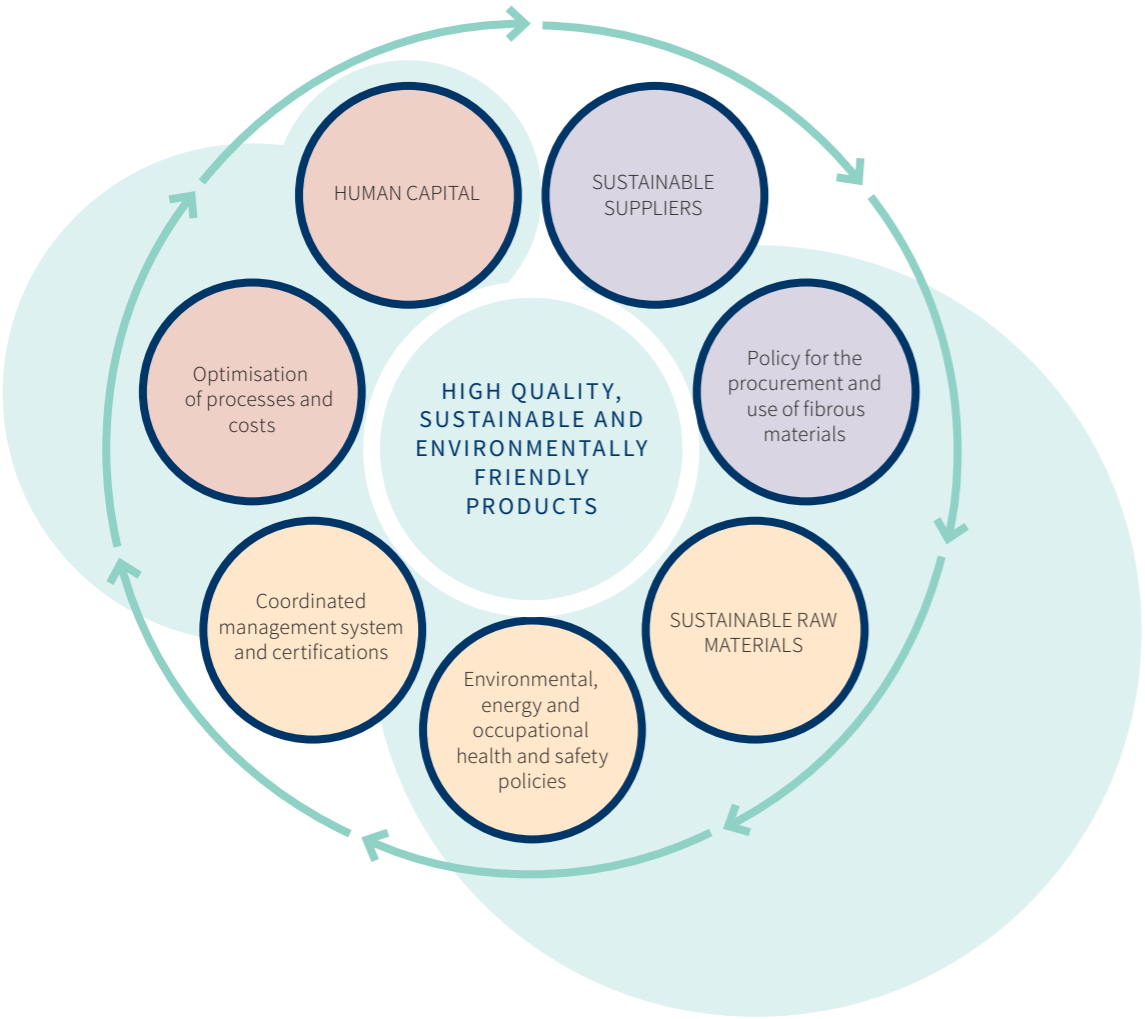 HUMAN CAPITAL
SUSTAINABLE
SUPPLIERS
Policy for the
procurement and
use of fibrous
materials
SUSTAINABLE RAW
MATERIALS
Environmental,
energy and
occupational
health and safety
policies
Coordinated
management system
and certifications
Optimisation
of processes and
costs
HIGH QUALITY,
SUSTAINABLE AND
ENVIRONMENTALLY
FRIENDLY
PRODUCTS